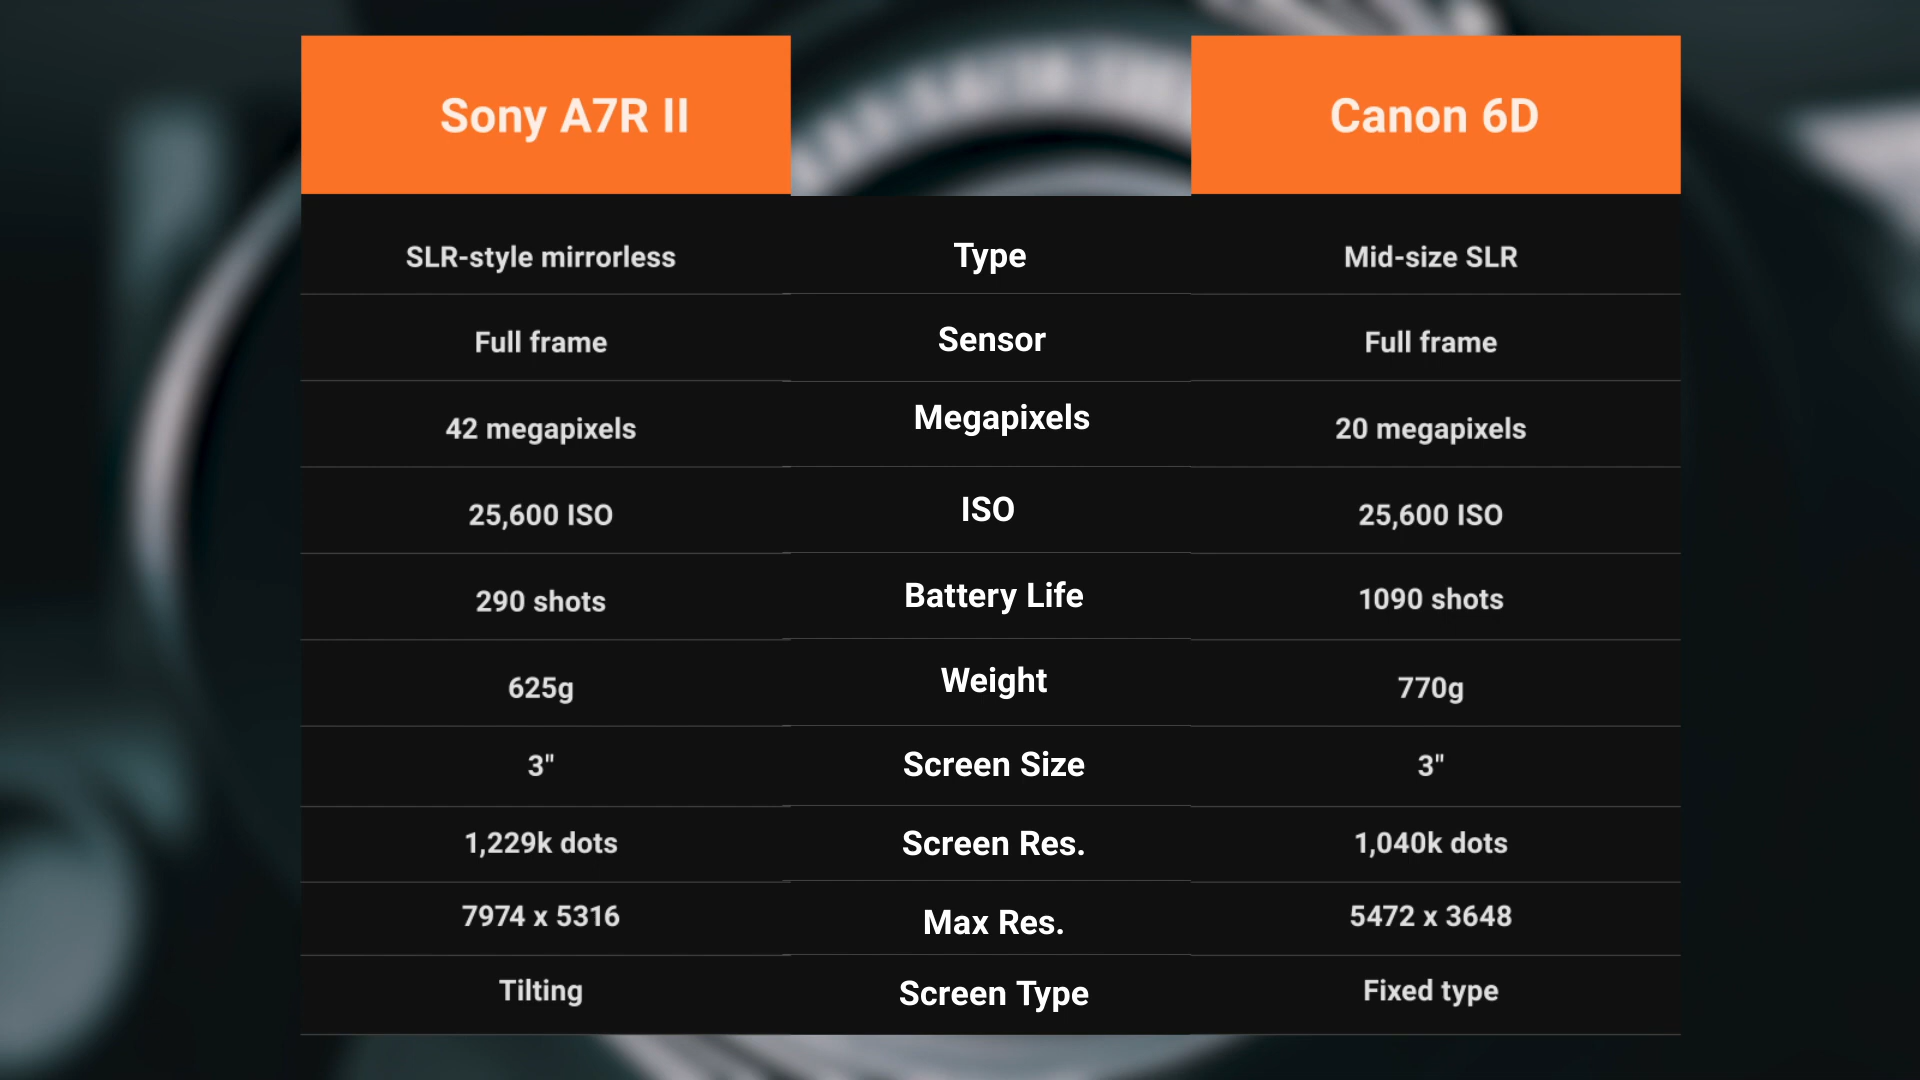 Sony A7R II Canon 6D
SLR-style mirrorless Type Mid-size SLR
Full frame Sensor Full frame
42 megapixels Megapixels 20 megapixels
25,600 ISO ISO 25,600 ISO
290 shots Battery Life 1090 shots
625g Weight 770g
3" Screen Size 3"
1,229k dots Screen Res. 1,040k dots
7974 x 5316 Max Res. 5472 x 3648
Tilting Screen Type Fixed type